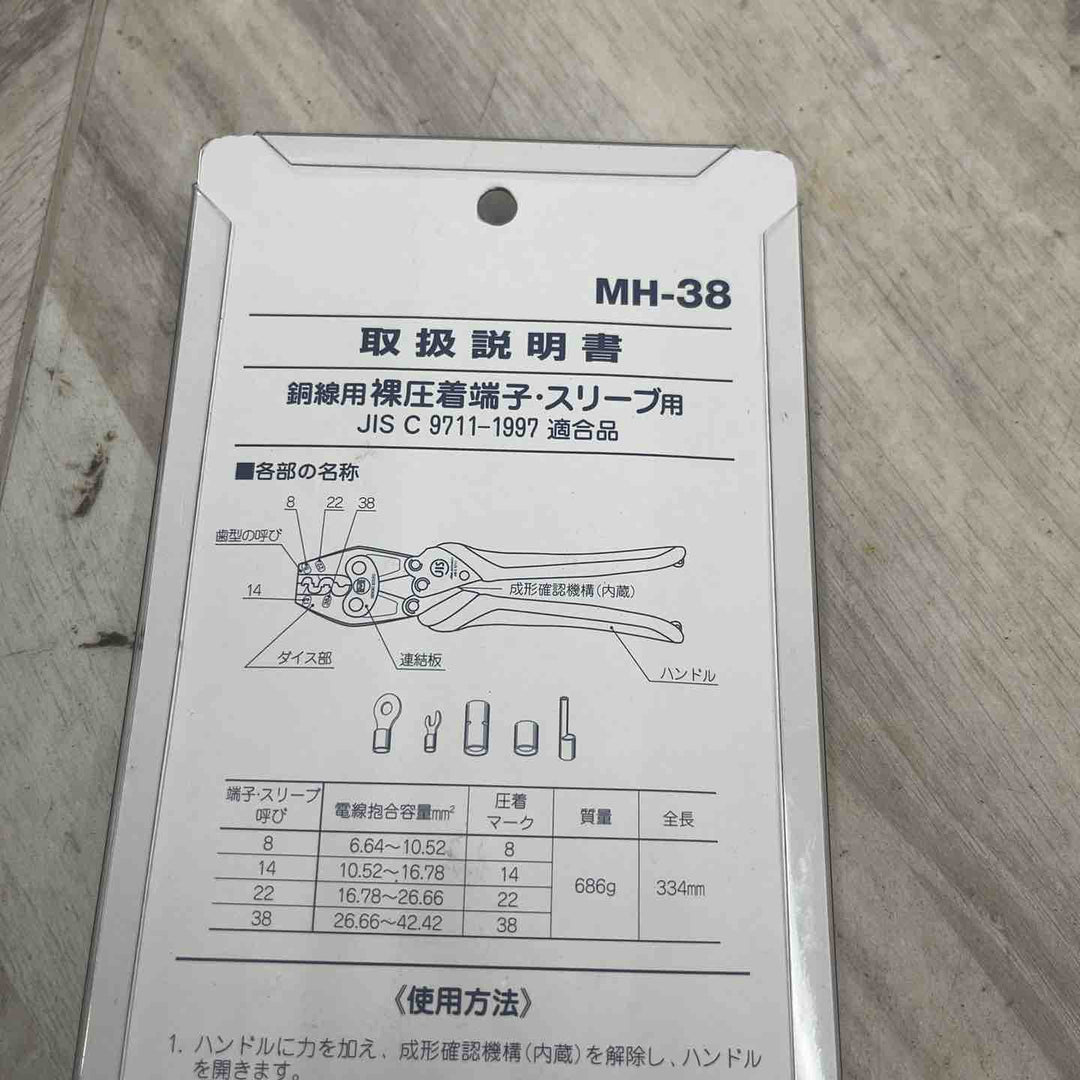 MH-38
取扱説明書
銅線用 裸圧着端子・スリーブ用
JIS C 9711-1997 適合品
■各部の名称
8 22 38
歯型の呼び
14
成形確認機構(内蔵)
ダイス部 連結板
ハンドル
端子・スリーブ呼び 電線抱合容量mm² 圧着マーク 質量 全長
8 6.64～10.52 8
14 10.52～16.78 14
686g 334mm
22 16.78～26.66 22
38 26.66～42.42 38
《使用方法》
1. ハンドルに力を加え、成形確認機構(内蔵)を解除し、ハンドル
を開きます。